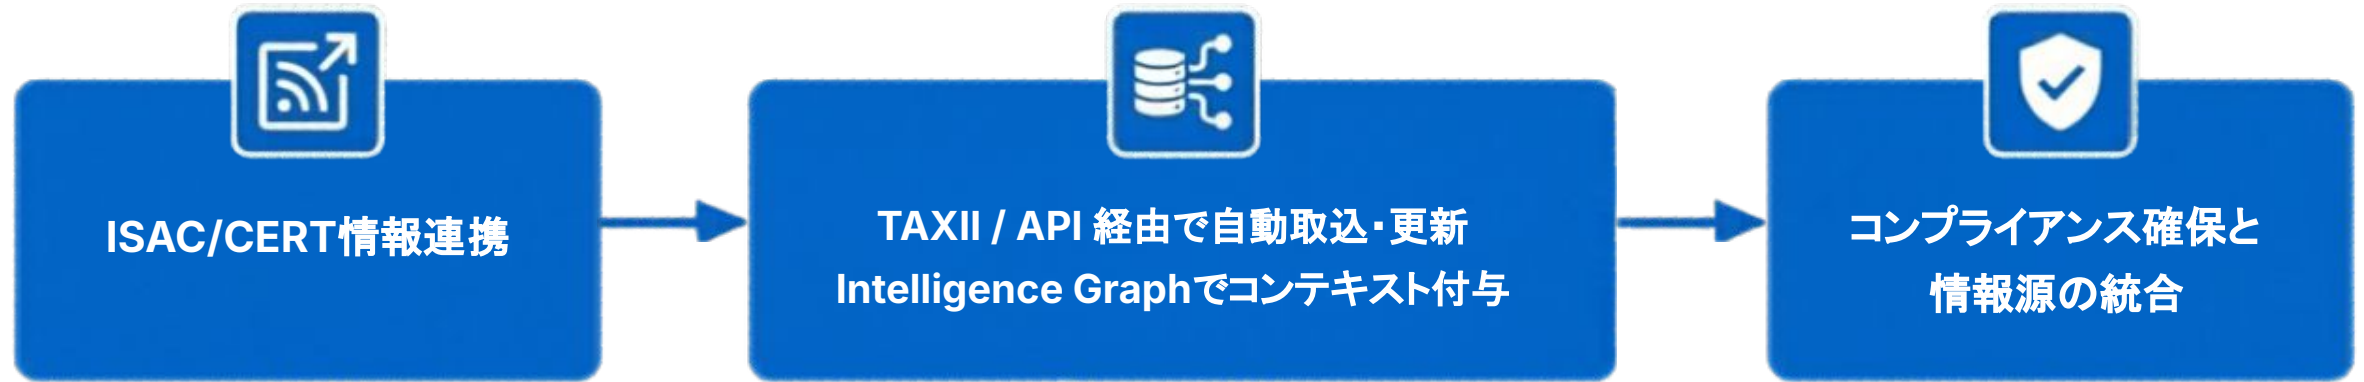 ISAC/CERT情報連携
TAXII / API 経由で自動取込・更新
Intelligence Graphでコンテキスト付与
コンプライアンス確保と
情報源の統合